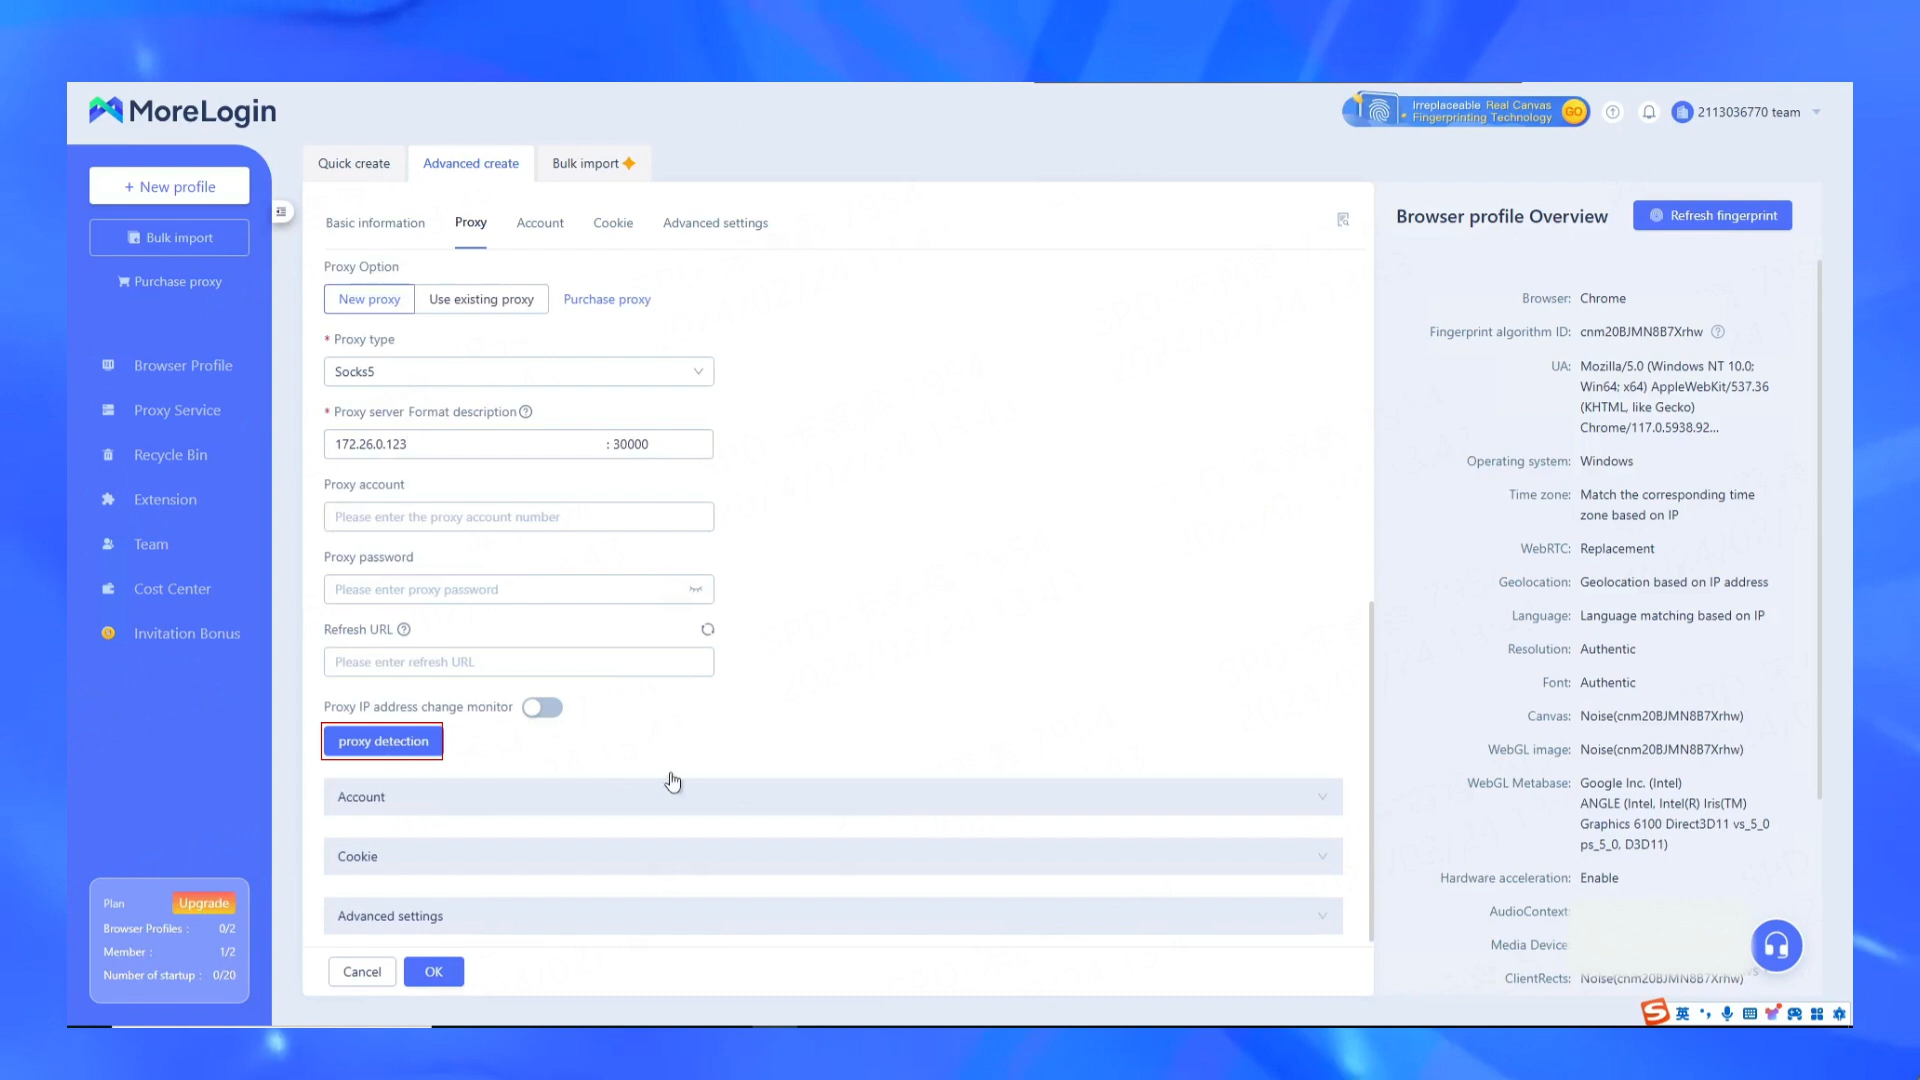 MoreLogin
Irreplaceable Real Canvas
Fingerprinting Technology
GO
2113036770 team
+ New profile
Bulk import
Purchase proxy
Browser Profile
Proxy Service
Recycle Bin
Extension
Team
Cost Center
Invitation Bonus
Plan
Upgrade
Browser Profiles : 0/2
Member : 1/2
Number of startup : 0/20
Quick create
Advanced create
Bulk import
Basic information
Proxy
Account
Cookie
Advanced settings
Proxy Option
New proxy
Use existing proxy
Purchase proxy
* Proxy type
Socks5
* Proxy server Format description
172.26.0.123 : 30000
Proxy account
Please enter the proxy account number
Proxy password
Please enter proxy password
Refresh URL
Please enter refresh URL
Proxy IP address change monitor
proxy detection
Account
Cookie
Advanced settings
Cancel
OK
Browser profile Overview
Refresh fingerprint
Browser: Chrome
Fingerprint algorithm ID: cnm20BJMN8B7Xrhw
UA: Mozilla/5.0 (Windows NT 10.0;
Win64; x64) AppleWebKit/537.36
(KHTML, like Gecko)
Chrome/117.0.5938.92...
Operating system: Windows
Time zone: Match the corresponding time
zone based on IP
WebRTC: Replacement
Geolocation: Geolocation based on IP address
Language: Language matching based on IP
Resolution: Authentic
Font: Authentic
Canvas: Noise(cnm20BJMN8B7Xrhw)
WebGL image: Noise(cnm20BJMN8B7Xrhw)
WebGL Metabase: Google Inc. (Intel)
ANGLE (Intel, Intel(R) Iris(TM)
Graphics 6100 Direct3D11 vs_5_0
ps_5_0, D3D11)
Hardware acceleration: Enable
AudioContext:
Media Device
ClientRects: Noise(cnm20BJMN8B7Xrhw)
英